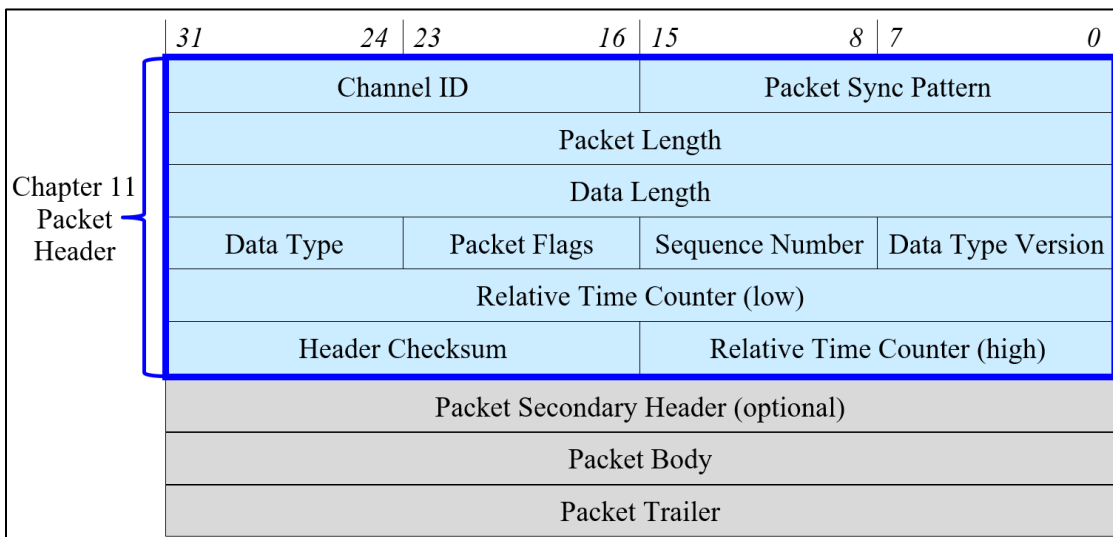 31 24 23 16 15 8 7 0
Channel ID Packet Sync Pattern
Packet Length
Data Length
Chapter 11
Packet
Header
Data Type Packet Flags Sequence Number Data Type Version
Relative Time Counter (low)
Header Checksum Relative Time Counter (high)
Packet Secondary Header (optional)
Packet Body
Packet Trailer